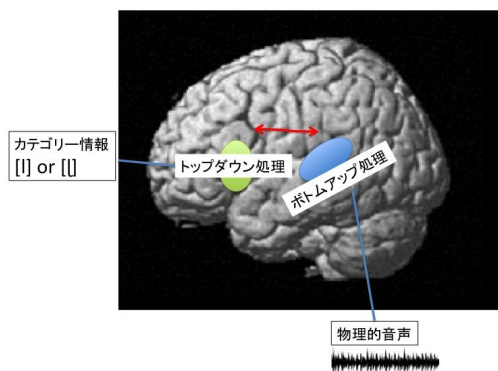 カテゴリー情報
[l] or [ɭ]
トップダウン処理
ボトムアップ処理
物理的音声